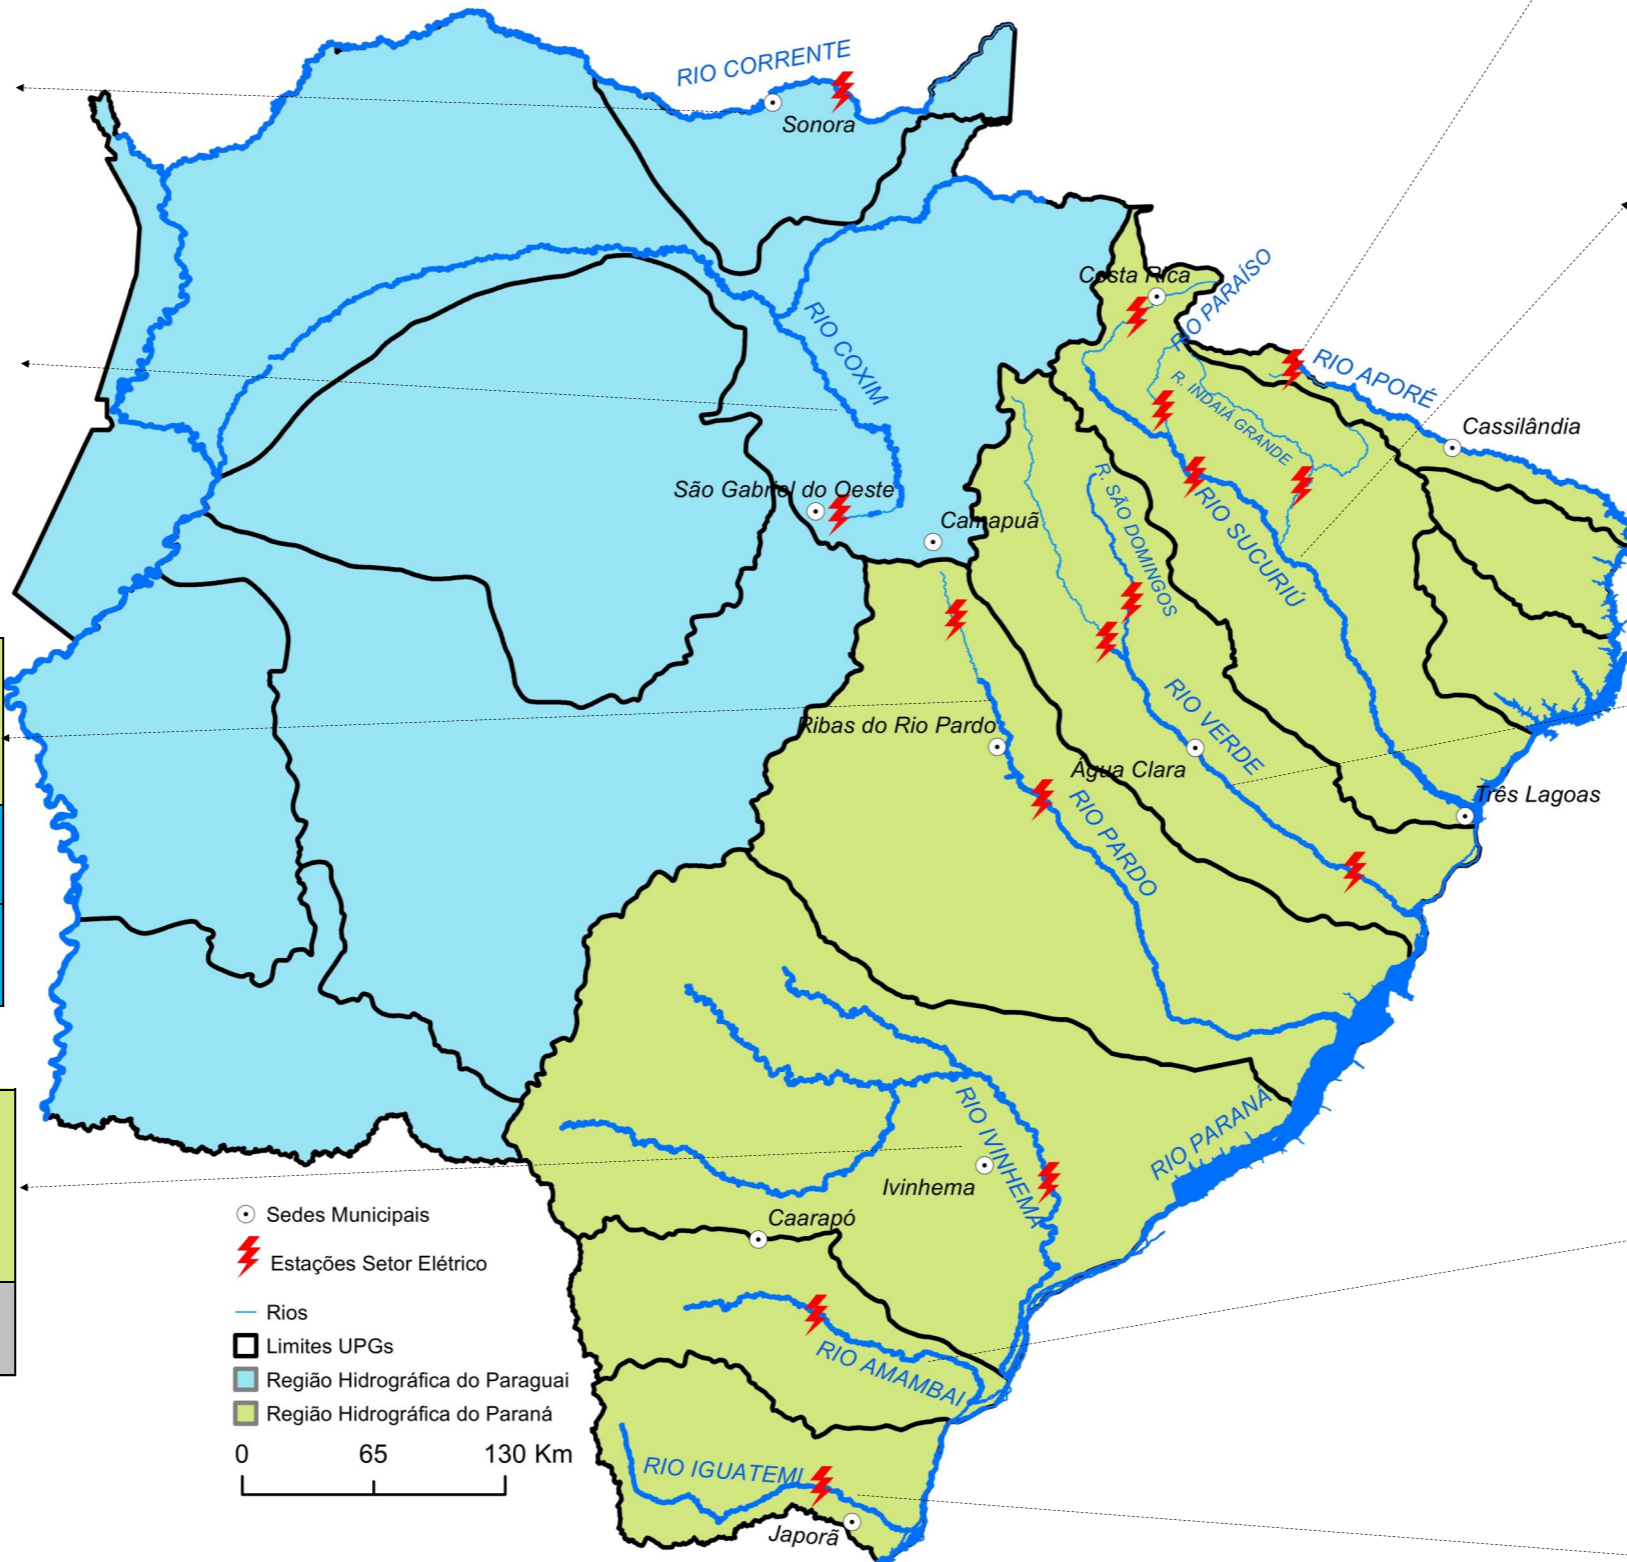 RIO CORRENTE
Sonora
Costa Rica
RIO PARAÍSO
RIO COXIM
RIO APORÉ
R. INDAIÁ GRANDE
Cassilândia
São Gabriel do Oeste
R. SÃO DOMINGOS
RIO SUCURIÚ
Camapuã
RIO VERDE
Ribas do Rio Pardo
Água Clara
Três Lagoas
RIO PARDO
RIO IVINHEMA
RIO PARANÁ
Ivinhema
Caarapó
RIO AMAMBAI
RIO IGUATEMI
Japorã
Sedes Municipais
Estações Setor Elétrico
Rios
Limites UPGs
Região Hidrográfica do Paraguai
Região Hidrográfica do Paraná
0 65 130 Km